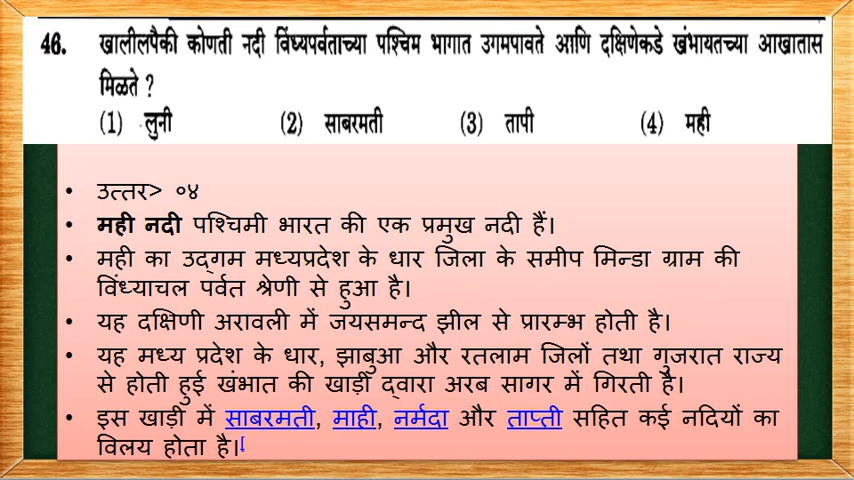 46. खालीलपैकी कोणती नदी विंध्यपर्वताच्या पश्चिम भागात उगमपावते आणि दक्षिणेकडे खंभायतच्या आखातास
मिळते ?
(1) लुनी (2) साबरमती (3) तापी (4) मही
• उत्तर> ०४
• मही नदी पश्चिमी भारत की एक प्रमुख नदी हैं।
• मही का उद्गम मध्यप्रदेश के धार जिला के समीप मिन्डा ग्राम की
विंध्याचल पर्वत श्रेणी से हुआ है।
• यह दक्षिणी अरावली में जयसमन्द झील से प्रारम्भ होती है।
• यह मध्य प्रदेश के धार, झाबुआ और रतलाम जिलों तथा गुजरात राज्य
से होती हुई खंभात की खाड़ी द्वारा अरब सागर में गिरती है।
• इस खाड़ी में साबरमती, माही, नर्मदा और ताप्ती सहित कई नदियों का
विलय होता है।[